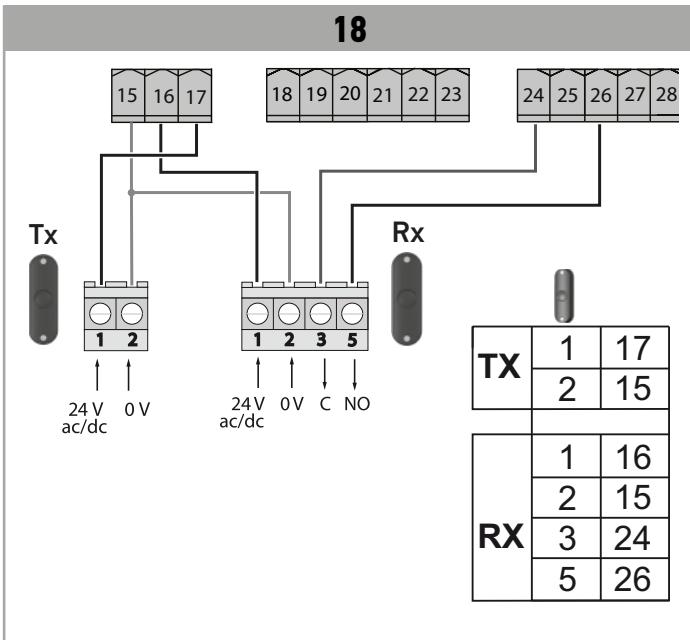 18
15 16 17 18 19 20 21 22 23 24 25 26 27 28
Tx Rx
1 2 1 2 3 5
24 V ac/dc 0 V 24 V ac/dc 0 V C NO
TX 1 17
2 15
RX 1 16
2 15
3 24
5 26